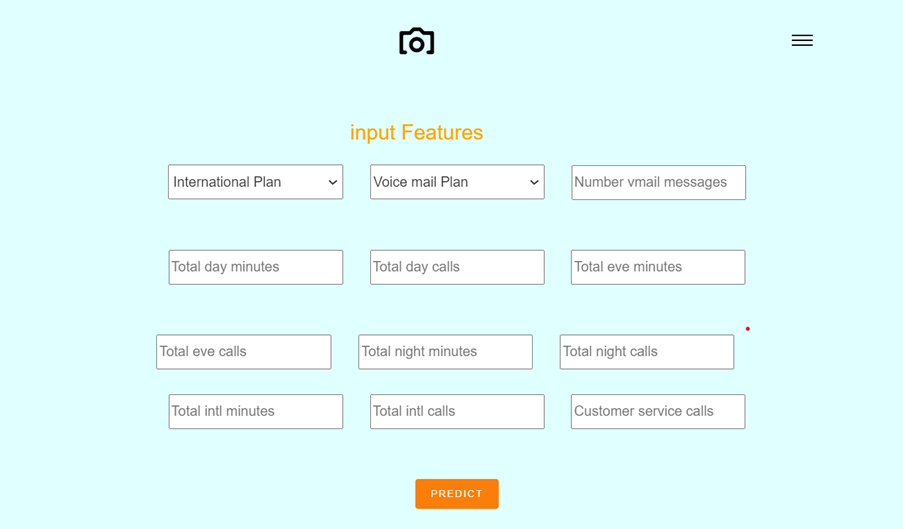 input Features
International Plan Voice mail Plan Number vmail messages
Total day minutes Total day calls Total eve minutes
Total eve calls Total night minutes Total night calls
Total intl minutes Total intl calls Customer service calls
PREDICT